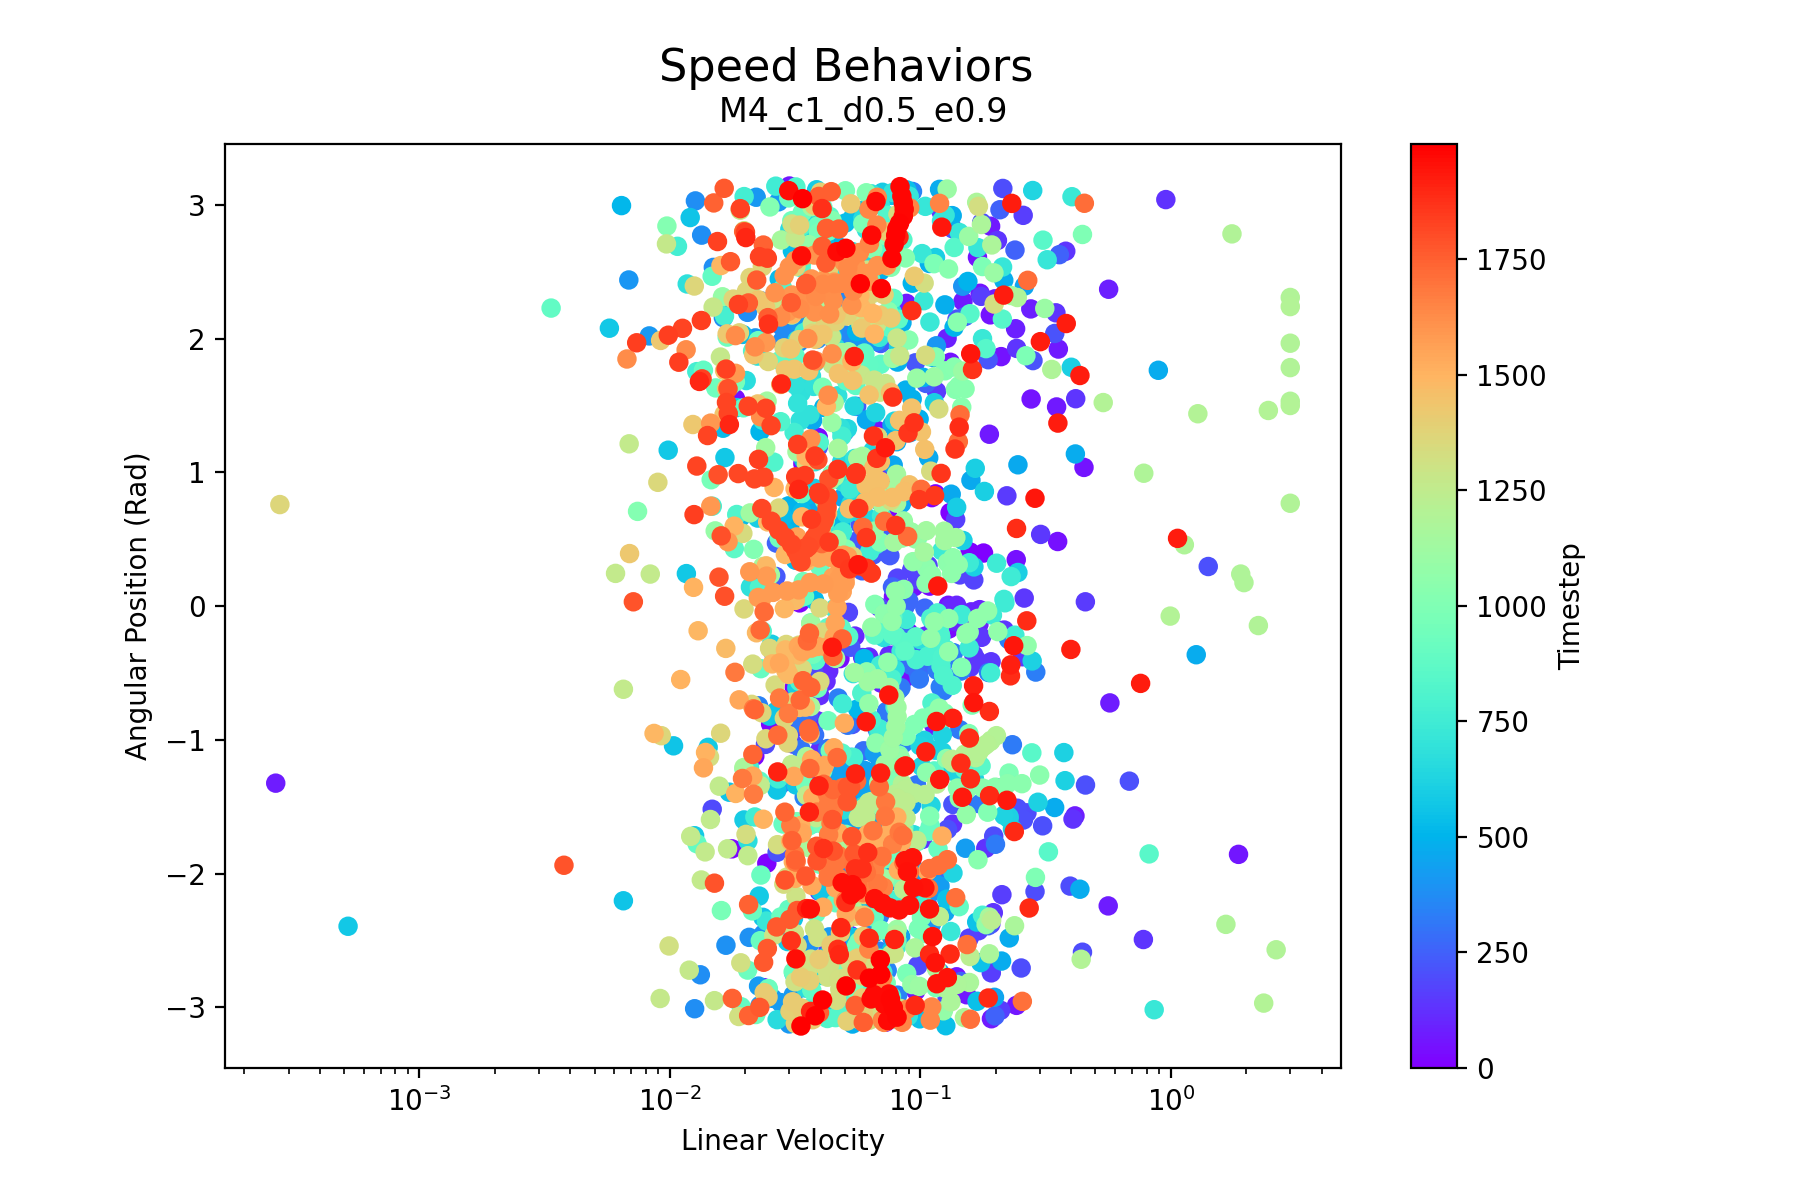 Speed Behaviors
M4_c1_d0.5_e0.9
3
2
1
0
−1
−2
−3
Angular Position (Rad)
10⁻³ 10⁻² 10⁻¹ 10⁰
Linear Velocity
1750
1500
1250
1000
750
500
250
0
Timestep